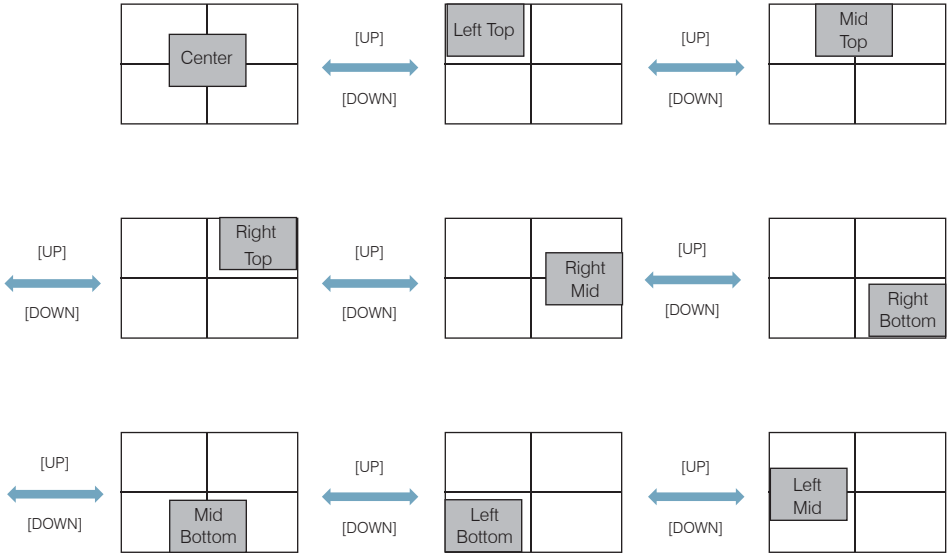 Center
[UP]
[DOWN]
Left Top
[UP]
[DOWN]
Mid
Top
[UP]
[DOWN]
Right
Top
[UP]
[DOWN]
Right
Mid
[UP]
[DOWN]
Right
Bottom
[UP]
[DOWN]
Mid
Bottom
[UP]
[DOWN]
Left
Bottom
[UP]
[DOWN]
Left
Mid